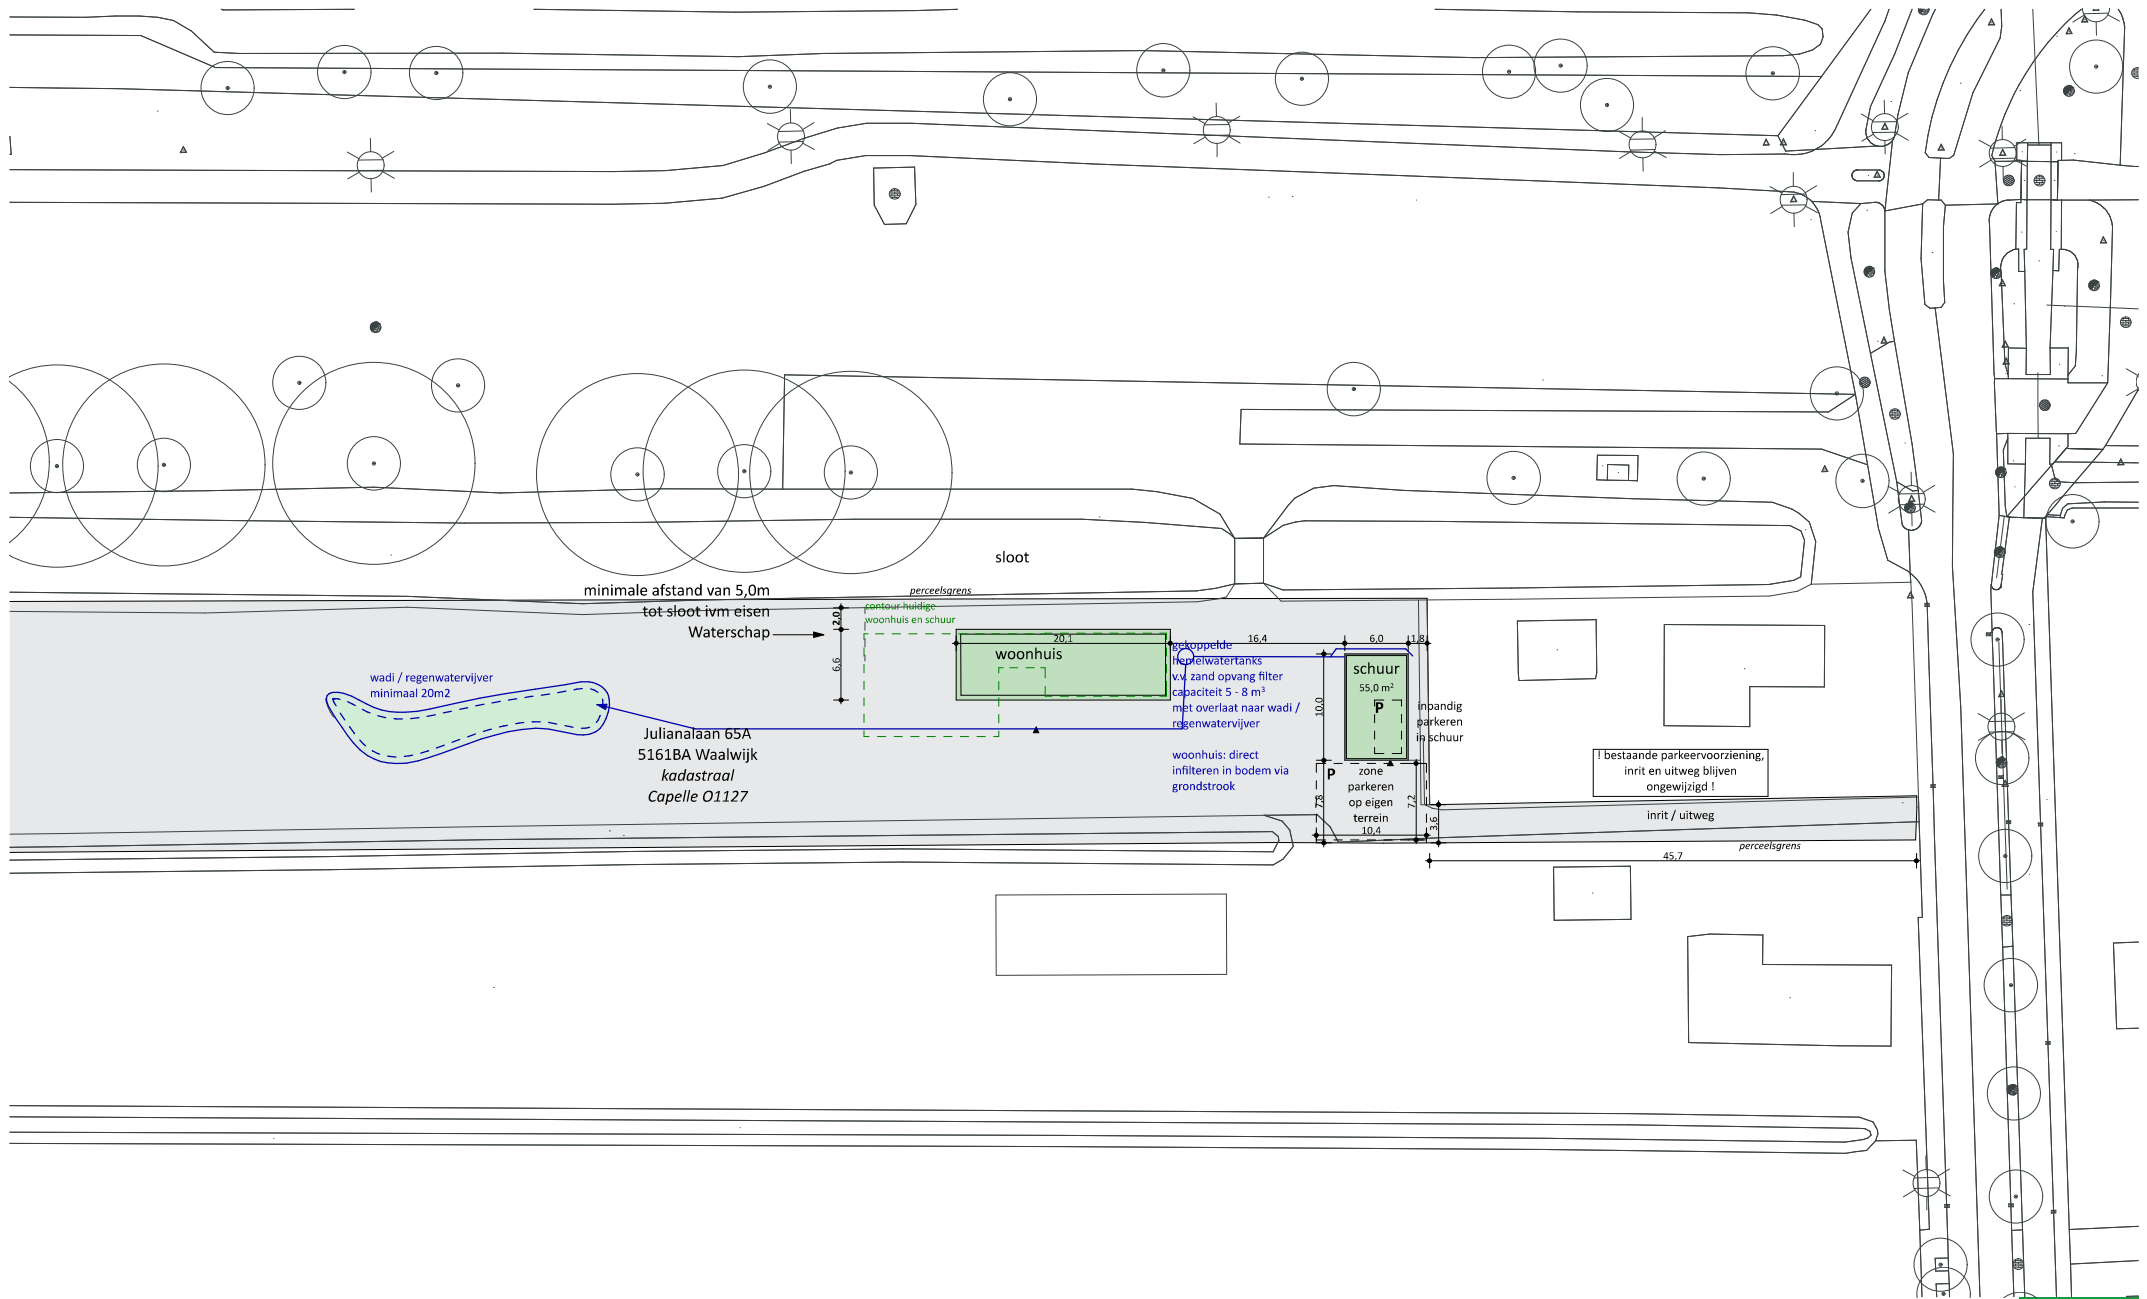 sloot
minimale afstand van 5,0m
tot sloot ivm eisen
Waterschap
perceelsgrens
contour huidige
woonhuis en schuur
2,0
6,6
20,1
16,4
6,0
1,8
woonhuis
gekoppelde
hemelwatertanks
v.v. zand opvang filter
capaciteit 5 - 8 m³
met overlaat naar wadi /
regenwatervijver
woonhuis: direct
infilteren in bodem via
grondstrook
schuur
55,0 m²
P
10,0
inpandig
parkeren
in schuur
wadi / regenwatervijver
minimaal 20m2
Julianalaan 65A
5161BA Waalwijk
kadastraal
Capelle O1127
P
zone
parkeren
op eigen
terrein
7,8
7,2
10,4
3,6
! bestaande parkeervoorziening,
inrit en uitweg blijven
ongewijzigd !
inrit / uitweg
perceelsgrens
45,7